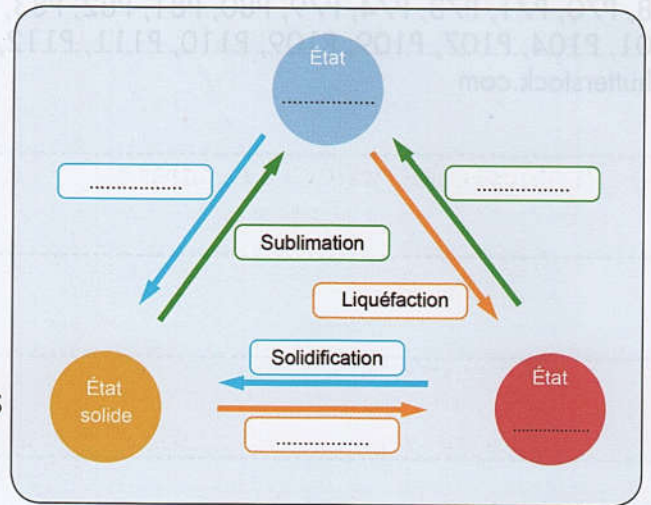 État
..................
................
................
Sublimation
Liquéfaction
Solidification
État
solide
État
...............
................